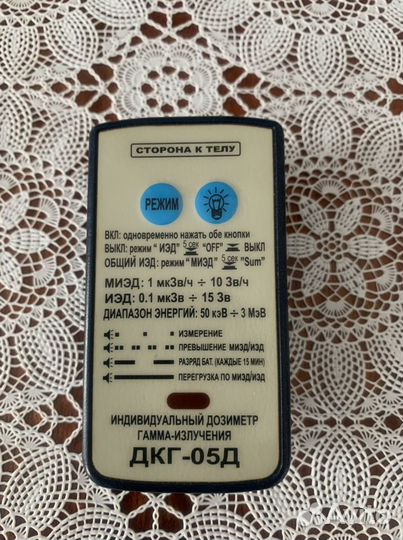 СТОРОНА К ТЕЛУ
РЕЖИМ
ВКЛ: одновременно нажать обе кнопки
ВЫКЛ: режим " ИЭД" 5 сек "OFF" ВЫКЛ
ОБЩИЙ ИЭД: режим " МИЭД" 5 сек "Sum"
МИЭД: 1 мкЗв/ч ÷ 10 Зв/ч
ИЭД: 0.1 мкЗв ÷ 15 Зв
ДИАПАЗОН ЭНЕРГИЙ: 50 кэВ ÷ 3 МэВ
ИЗМЕРЕНИЕ
ПРЕВЫШЕНИЕ МИЭД/ИЭД
РАЗРЯД БАТ. (КАЖДЫЕ 15 МИН)
ПЕРЕГРУЗКА ПО МИЭД/ИЭД
ИНДИВИДУАЛЬНЫЙ ДОЗИМЕТР
ГАММА-ИЗЛУЧЕНИЯ
ДКГ-05Д